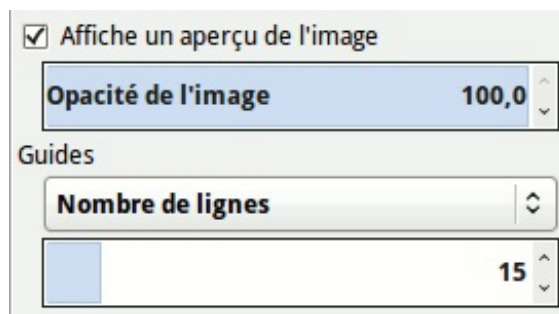 Affiche un aperçu de l'image
Opacité de l'image 100,0
Guides
Nombre de lignes
15